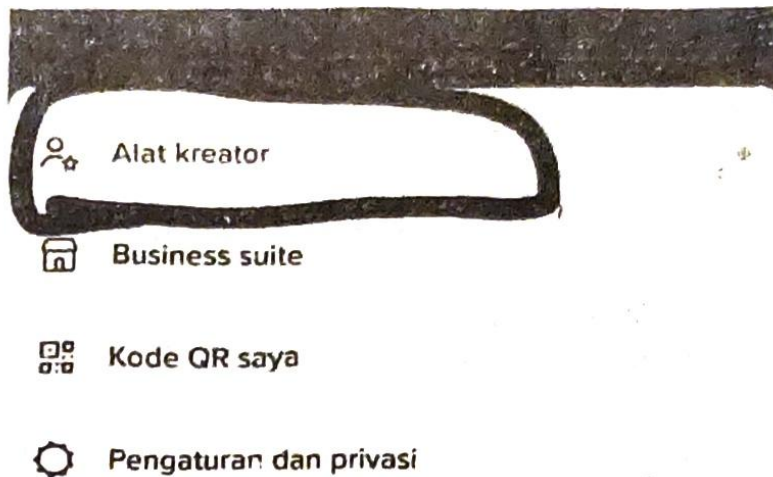 Alat kreator
Business suite
Kode QR saya
Pengaturan dan privasi